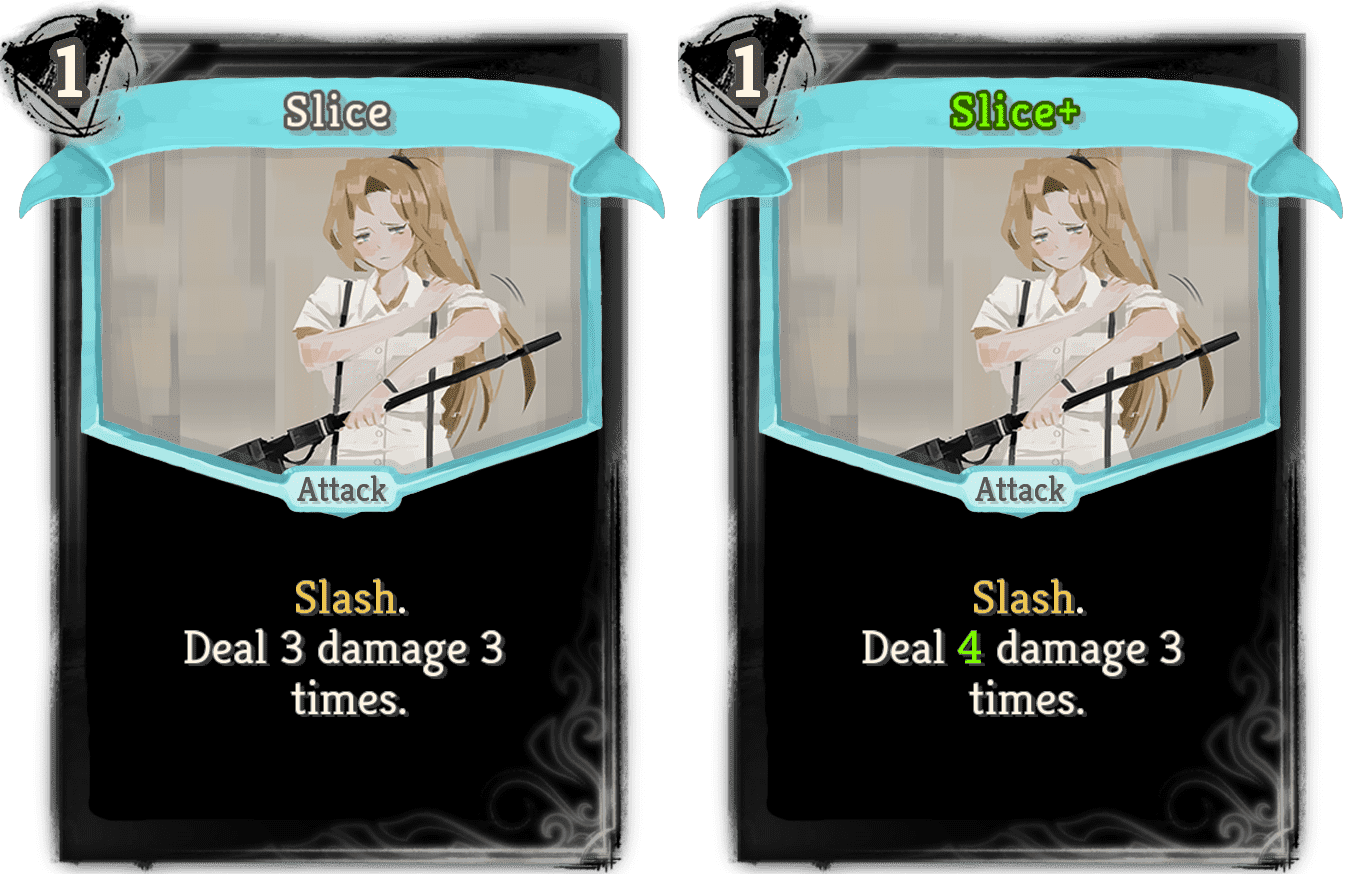 1
Slice
Attack
Slash.
Deal 3 damage 3
times.
1
Slice+
Attack
Slash.
Deal 4 damage 3
times.